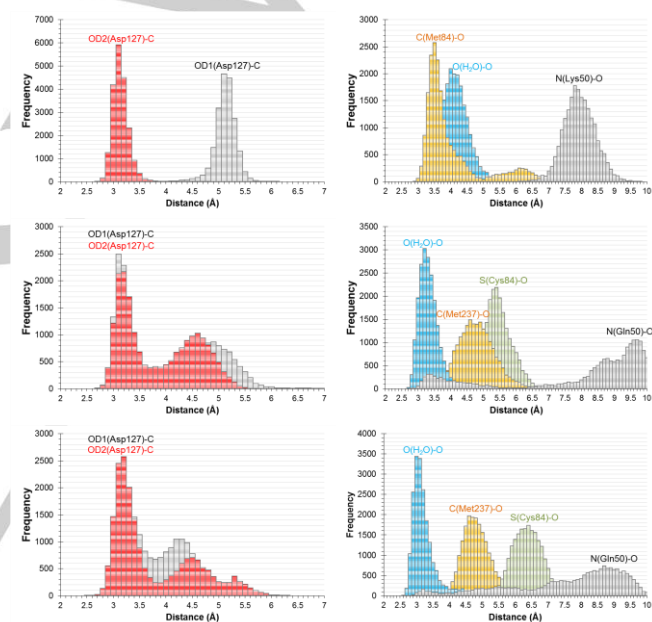 7000
6000
5000
4000
3000
2000
1000
0
Frequency
OD2(Asp127)-C
OD1(Asp127)-C
2 2.5 3 3.5 4 4.5 5 5.5 6 6.5 7
Distance (Å)
3000
2500
2000
1500
1000
500
0
Frequency
C(Met84)-O
O(H₂O)-O
N(Lys50)-O
2 2.5 3 3.5 4 4.5 5 5.5 6 6.5 7 7.5 8 8.5 9 9.5 10
Distance (Å)
3000
2500
2000
1500
1000
500
0
Frequency
OD1(Asp127)-C
OD2(Asp127)-C
2 2.5 3 3.5 4 4.5 5 5.5 6 6.5 7
Distance (Å)
3500
3000
2500
2000
1500
1000
500
0
Frequency
O(H₂O)-O
S(Cys84)-O
C(Met237)-O
N(Gln50)-O
2 2.5 3 3.5 4 4.5 5 5.5 6 6.5 7 7.5 8 8.5 9 9.5 10
Distance (Å)
3000
2500
2000
1500
1000
500
0
Frequency
OD1(Asp127)-C
OD2(Asp127)-C
2 2.5 3 3.5 4 4.5 5 5.5 6 6.5 7
Distance (Å)
4000
3500
3000
2500
2000
1500
1000
500
0
Frequency
O(H₂O)-O
C(Met237)-O
S(Cys84)-O
N(Gln50)-O
2 2.5 3 3.5 4 4.5 5 5.5 6 6.5 7 7.5 8 8.5 9 9.5 10
Distance (Å)